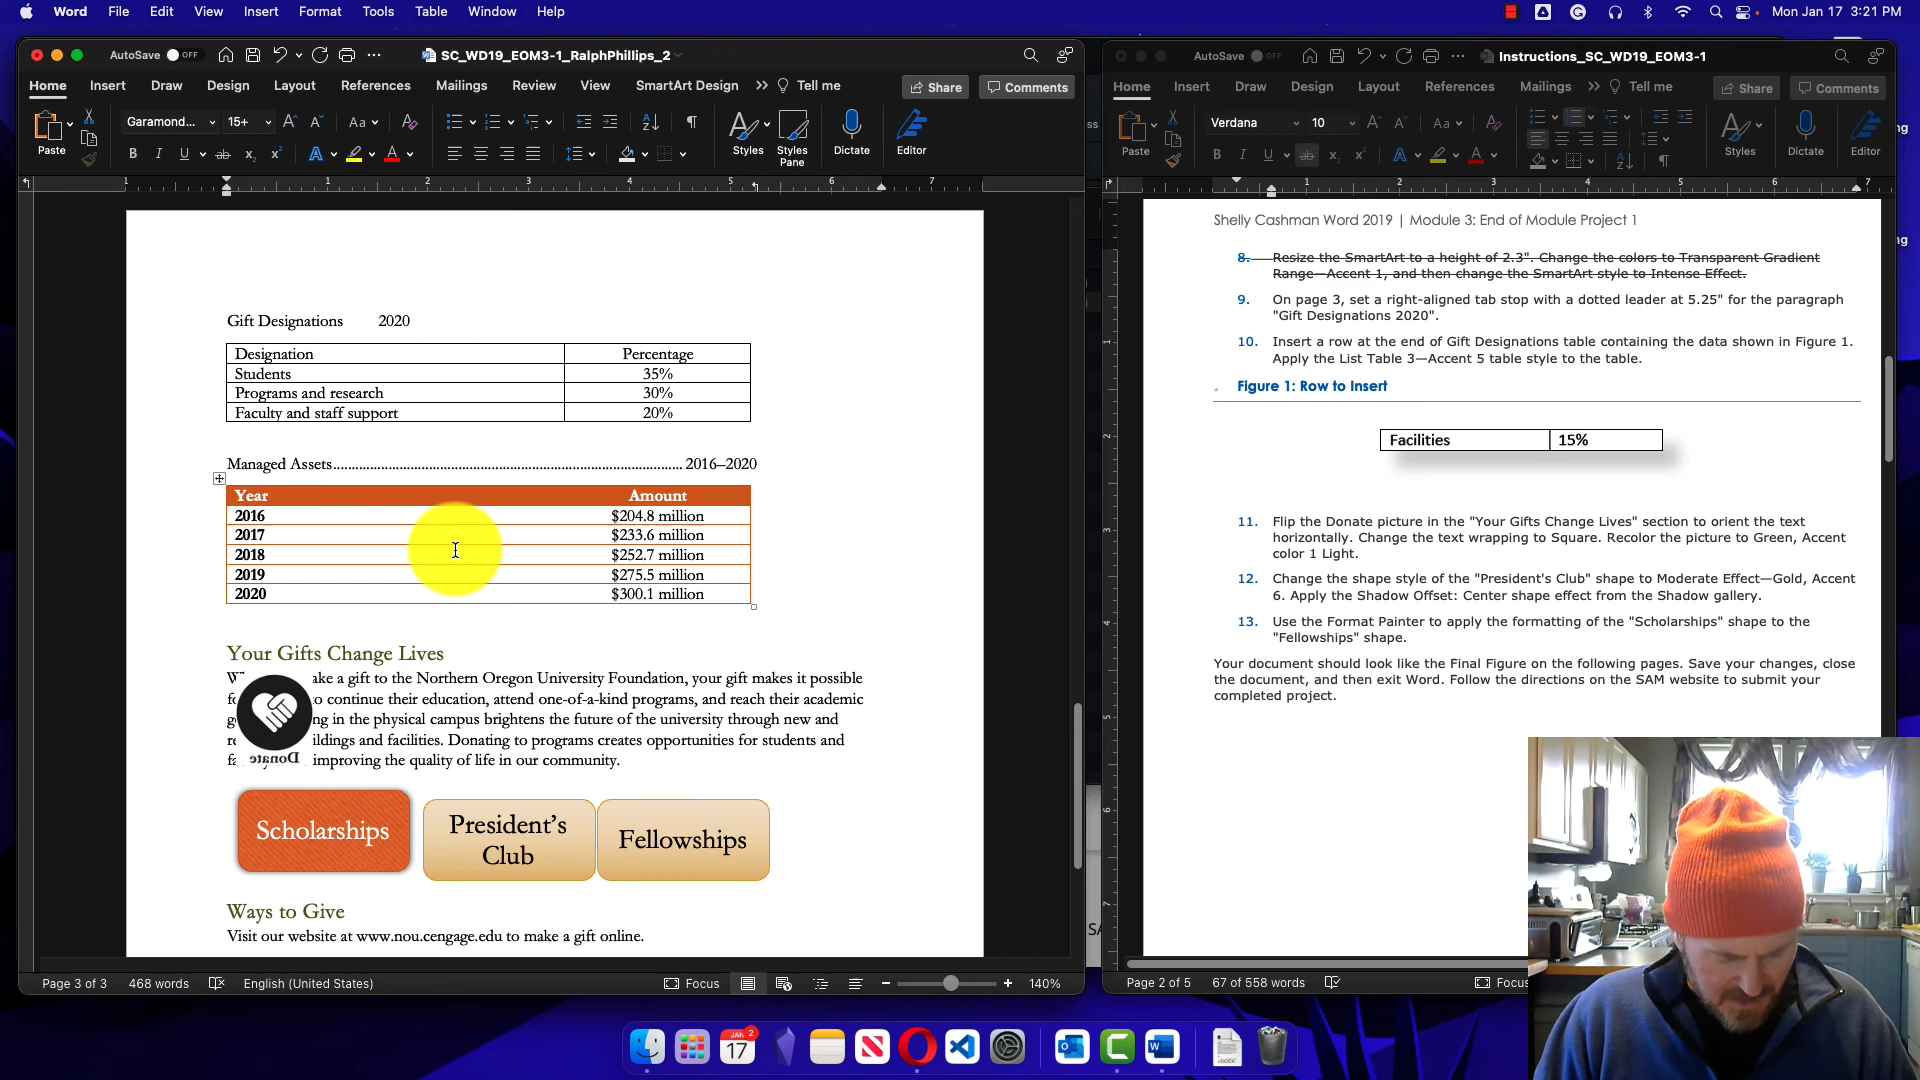 Word File Edit View Insert Format Tools Table Window Help
Mon Jan 17 3:21 PM
AutoSave OFF
SC_WD19_EOM3-1_RalphPhillips_2
Home Insert Draw Design Layout References Mailings Review View SmartArt Design Tell me
Share Comments
Paste
Garamond... 15+
Styles
Styles Pane
Dictate
Editor
Gift Designations 2020
Designation Percentage
Students 35%
Programs and research 30%
Faculty and staff support 20%
Managed Assets 2016–2020
Year Amount
2016 $204.8 million
2017 $233.6 million
2018 $252.7 million
2019 $275.5 million
2020 $300.1 million
Your Gifts Change Lives
ake a gift to the Northern Oregon University Foundation, your gift makes it possible
o continue their education, attend one-of-a-kind programs, and reach their academic
ng in the physical campus brightens the future of the university through new and
ildings and facilities. Donating to programs creates opportunities for students and
improving the quality of life in our community.
Donate
Scholarships
President's Club
Fellowships
Ways to Give
Visit our website at www.nou.cengage.edu to make a gift online.
Page 3 of 3 468 words English (United States) Focus 140%
AutoSave OFF
Instructions_SC_WD19_EOM3-1
Home Insert Draw Design Layout References Mailings Tell me
Share Comments
Paste
Verdana 10
Styles
Dictate
Editor
Shelly Cashman Word 2019 | Module 3: End of Module Project 1
8. Resize the SmartArt to a height of 2.3". Change the colors to Transparent Gradient
Range—Accent 1, and then change the SmartArt style to Intense Effect.
9. On page 3, set a right-aligned tab stop with a dotted leader at 5.25" for the paragraph
"Gift Designations 2020".
10. Insert a row at the end of Gift Designations table containing the data shown in Figure 1.
Apply the List Table 3—Accent 5 table style to the table.
Figure 1: Row to Insert
Facilities 15%
11. Flip the Donate picture in the "Your Gifts Change Lives" section to orient the text
horizontally. Change the text wrapping to Square. Recolor the picture to Green, Accent
color 1 Light.
12. Change the shape style of the "President's Club" shape to Moderate Effect—Gold, Accent
6. Apply the Shadow Offset: Center shape effect from the Shadow gallery.
13. Use the Format Painter to apply the formatting of the "Scholarships" shape to the
"Fellowships" shape.
Your document should look like the Final Figure on the following pages. Save your changes, close
the document, and then exit Word. Follow the directions on the SAM website to submit your
completed project.
Page 2 of 5 67 of 558 words Focus
JAN 17
2